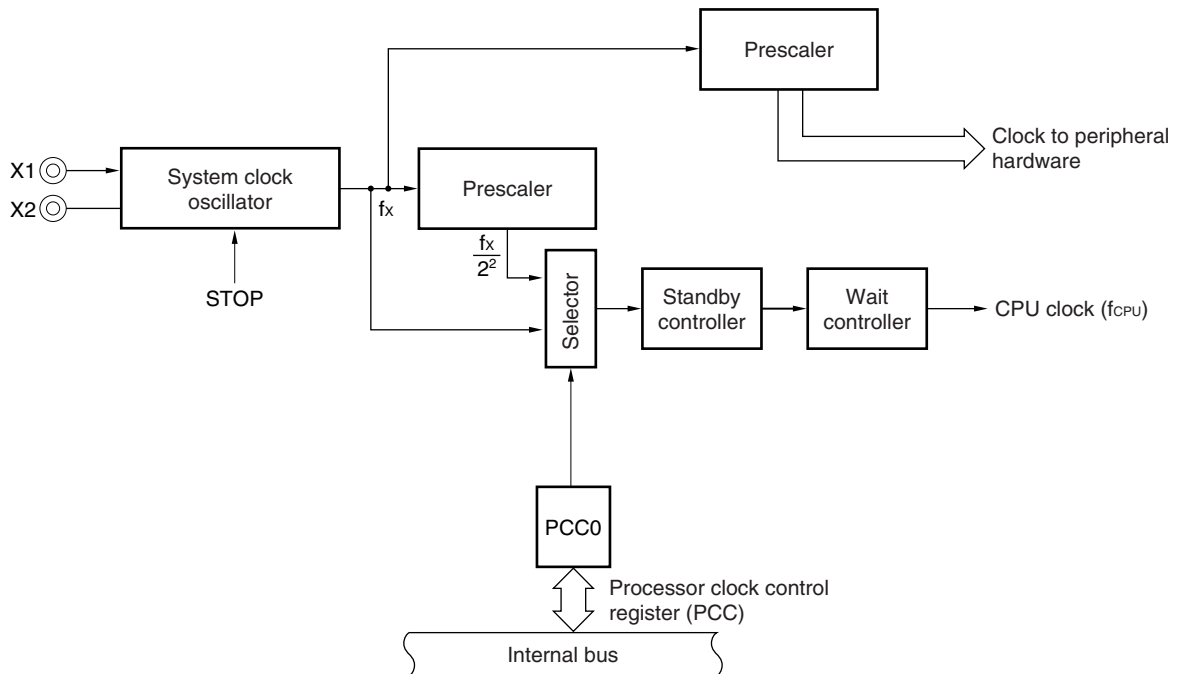 Prescaler
Clock to peripheral
hardware
X1
X2
System clock
oscillator
fX
Prescaler
fX
2²
STOP
Selector
Standby
controller
Wait
controller
CPU clock (fCPU)
PCC0
Processor clock control
register (PCC)
Internal bus